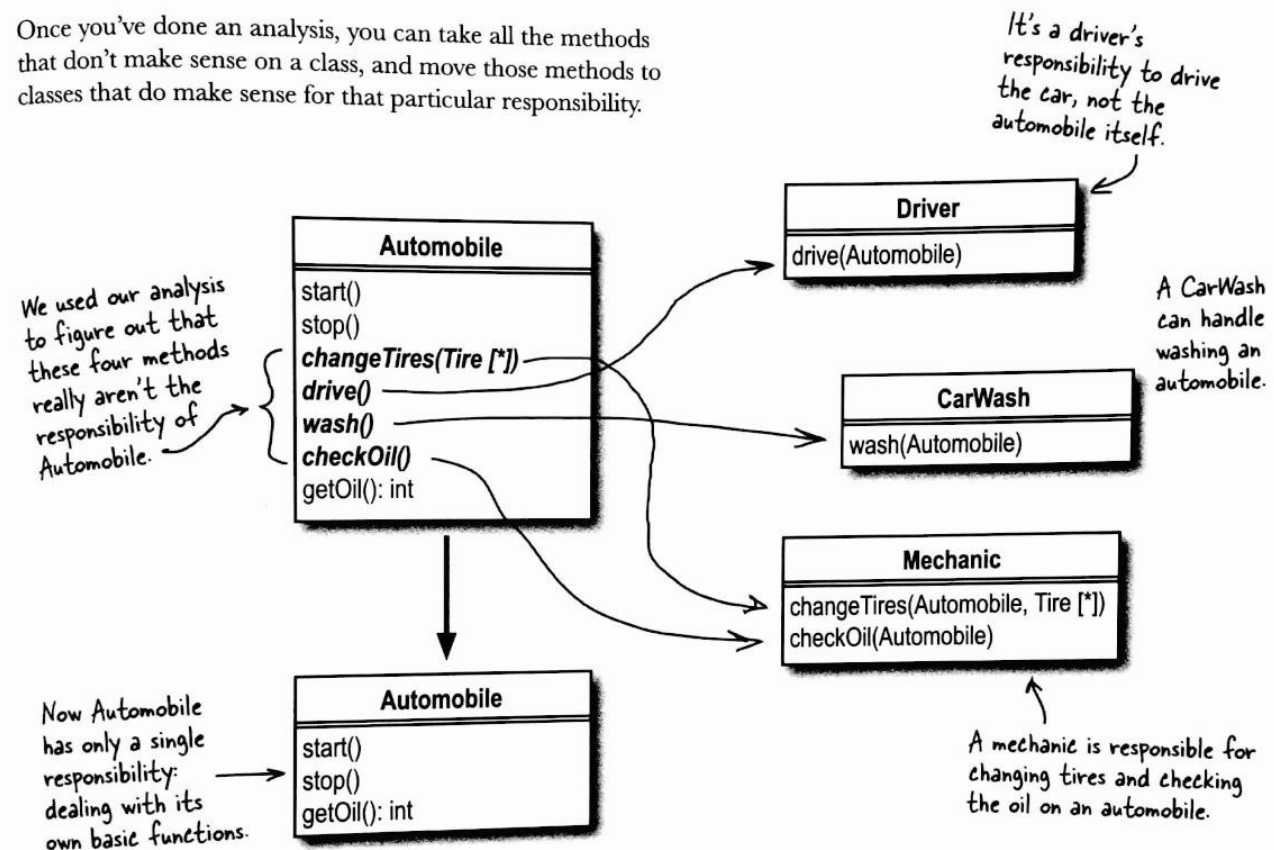 Once you've done an analysis, you can take all the methods
that don't make sense on a class, and move those methods to
classes that do make sense for that particular responsibility.
It's a driver's
responsibility to drive
the car, not the
automobile itself.
Automobile
start()
stop()
changeTires(Tire [*])
drive()
wash()
checkOil()
getOil(): int
We used our analysis
to figure out that
these four methods
really aren't the
responsibility of
Automobile.
Driver
drive(Automobile)
A CarWash
can handle
washing an
automobile.
CarWash
wash(Automobile)
Mechanic
changeTires(Automobile, Tire [*])
checkOil(Automobile)
A mechanic is responsible for
changing tires and checking
the oil on an automobile.
Now Automobile
has only a single
responsibility:
dealing with its
own basic functions.
Automobile
start()
stop()
getOil(): int